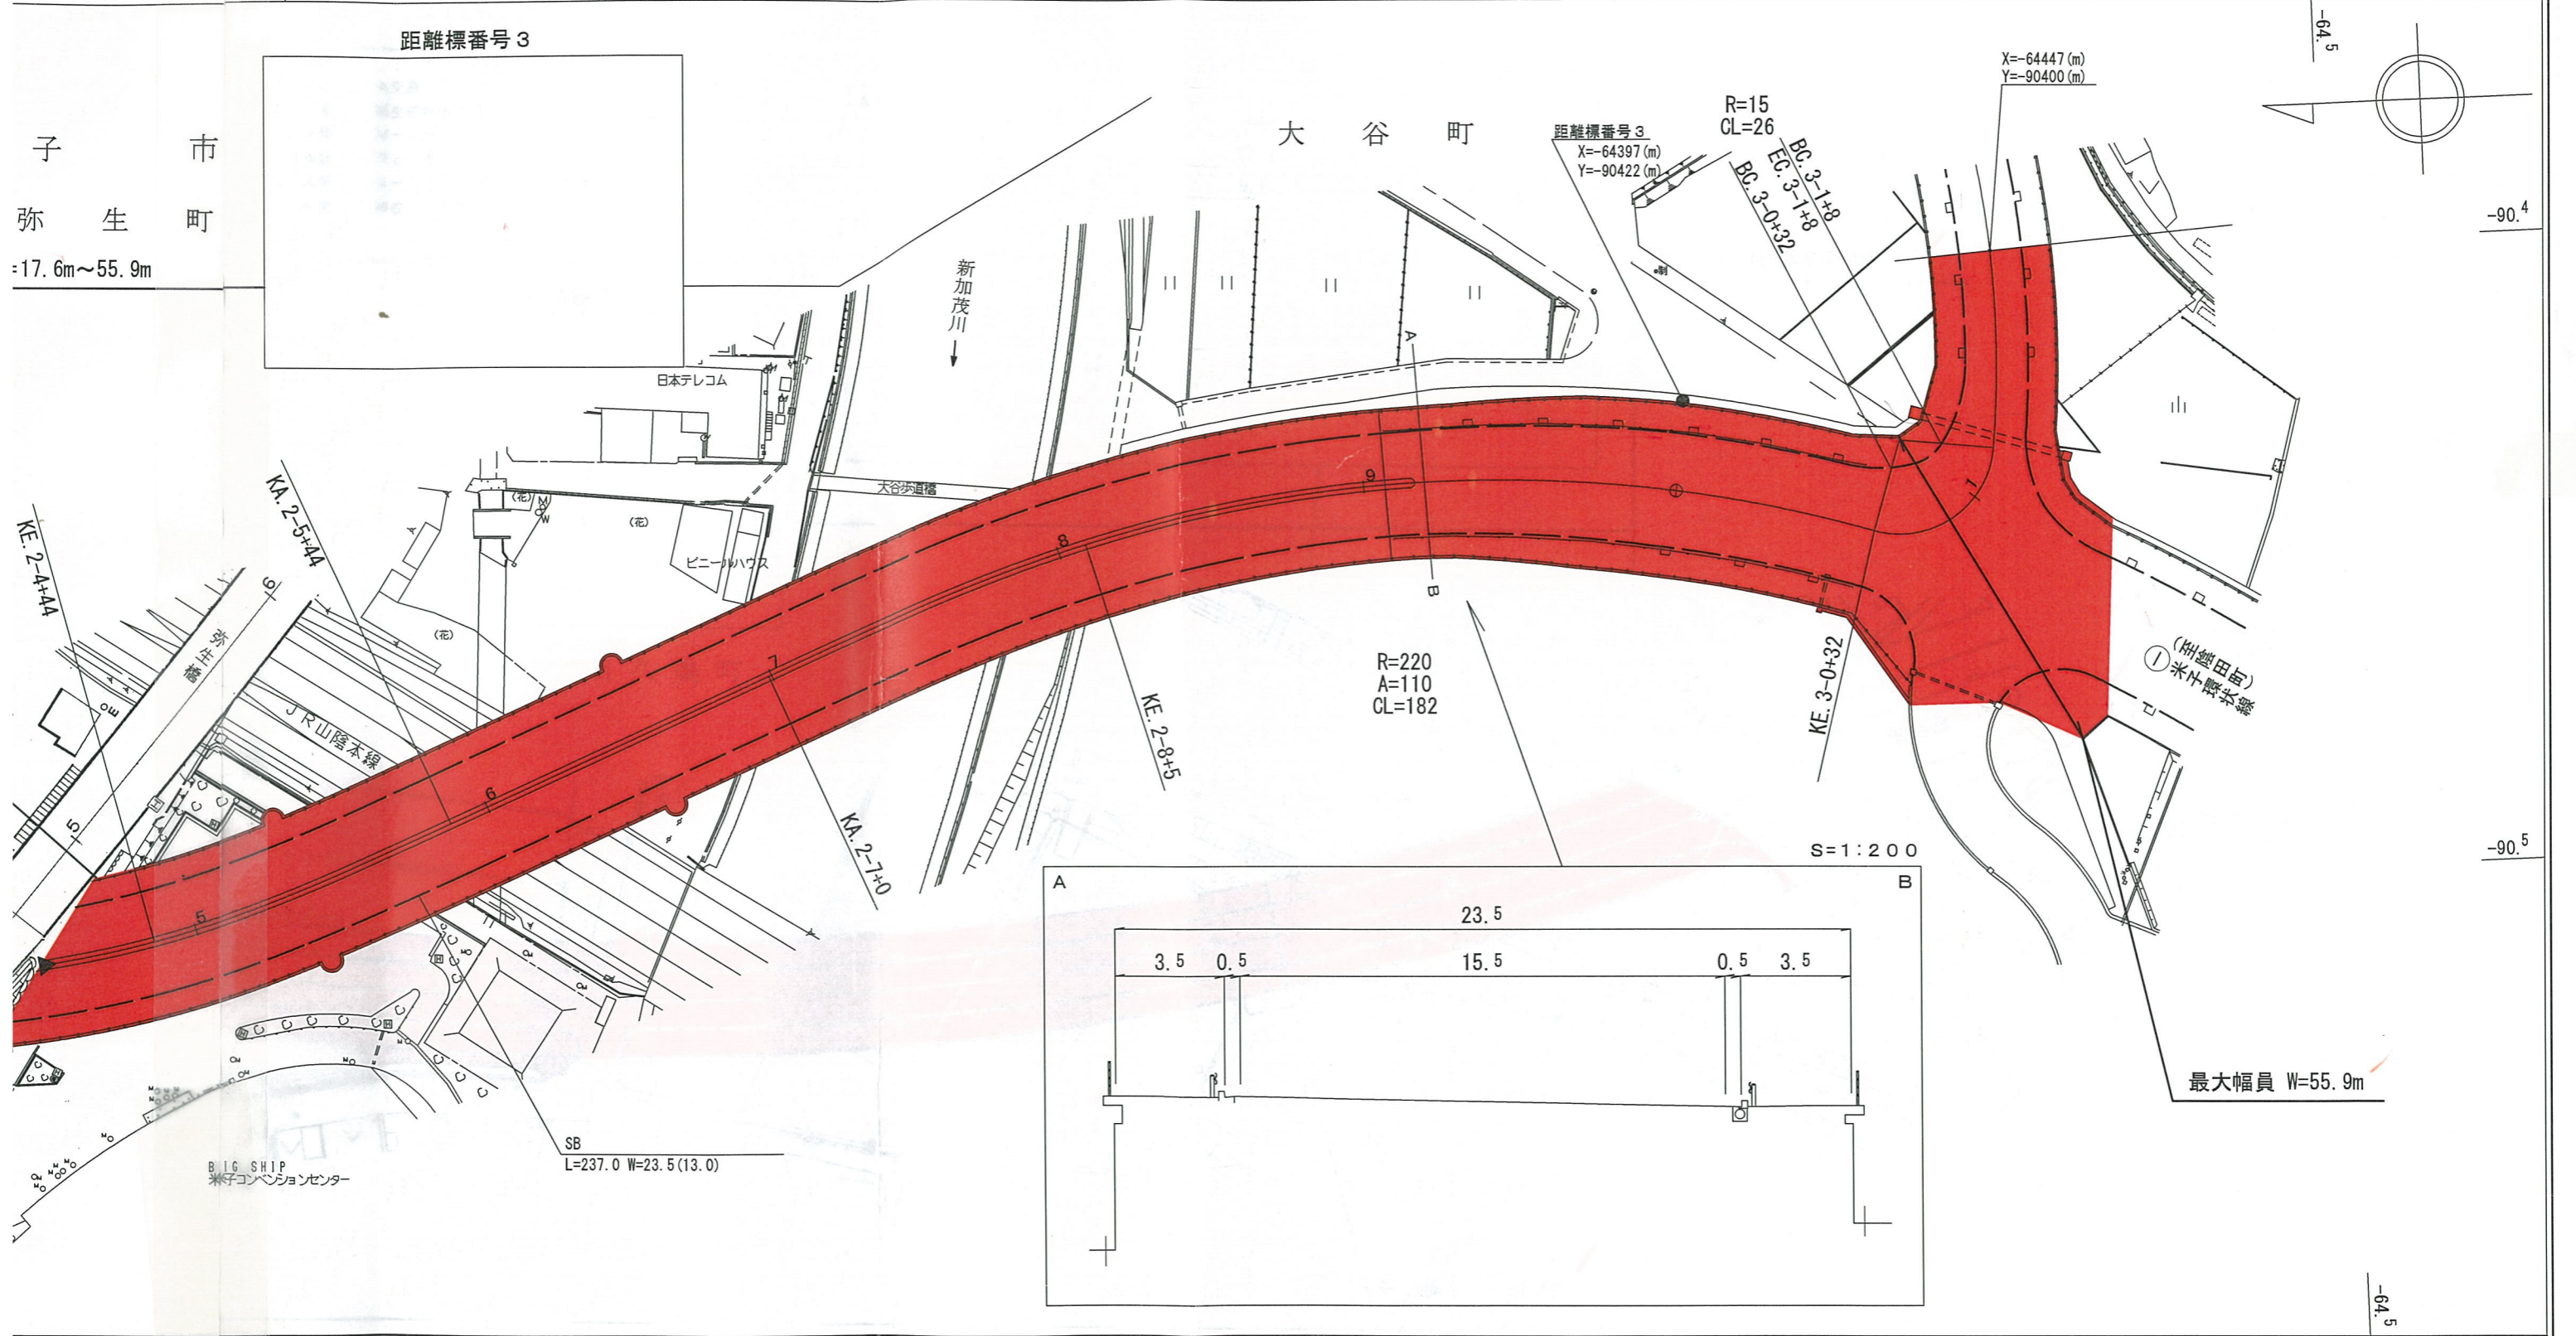 距離標番号3
子 市
弥 生 町
=17.6m～55.9m
大 谷 町
距離標番号3
X=-64397(m)
Y=-90422(m)
R=15
CL=26
BC.3-1+8
EC.3-1+8
BC.3-0+32
X=-64447(m)
Y=-90400(m)
-64.5
-90.4
新加茂川
日本テレコム
大谷歩道橋
ビニールハウス
(花)
(花)
(花)
KE.2-4+44
KA.2-5+44
弥生橋
6
5
JR山陰本線
5
6
7
8
9
1
A
B
KE.2-8+5
KA.2-7+0
R=220
A=110
CL=182
KE.3-0+32
(至陰田町)
㊀米子環状線
-90.5
S=1:200
A
B
23.5
3.5 0.5 15.5 0.5 3.5
最大幅員 W=55.9m
SB
L=237.0 W=23.5(13.0)
BIG SHIP
米子コンベンションセンター
-64.5